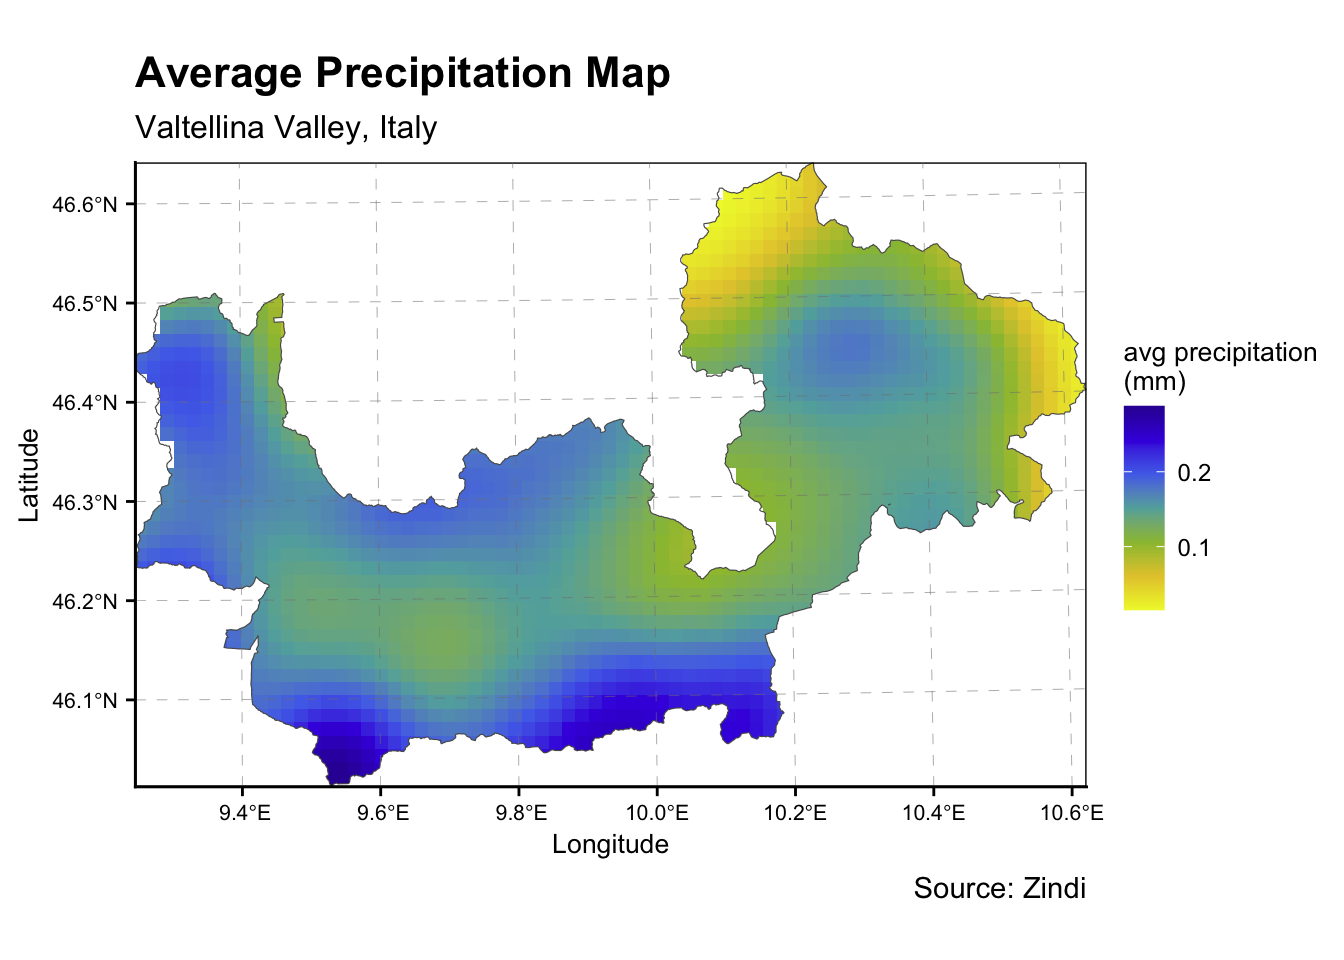 Average Precipitation Map
Valtellina Valley, Italy
46.6°N
46.5°N
46.4°N
46.3°N
46.2°N
46.1°N
Latitude
9.4°E
9.6°E
9.8°E
10.0°E
10.2°E
10.4°E
10.6°E
Longitude
avg precipitation
(mm)
0.2
0.1
Source: Zindi